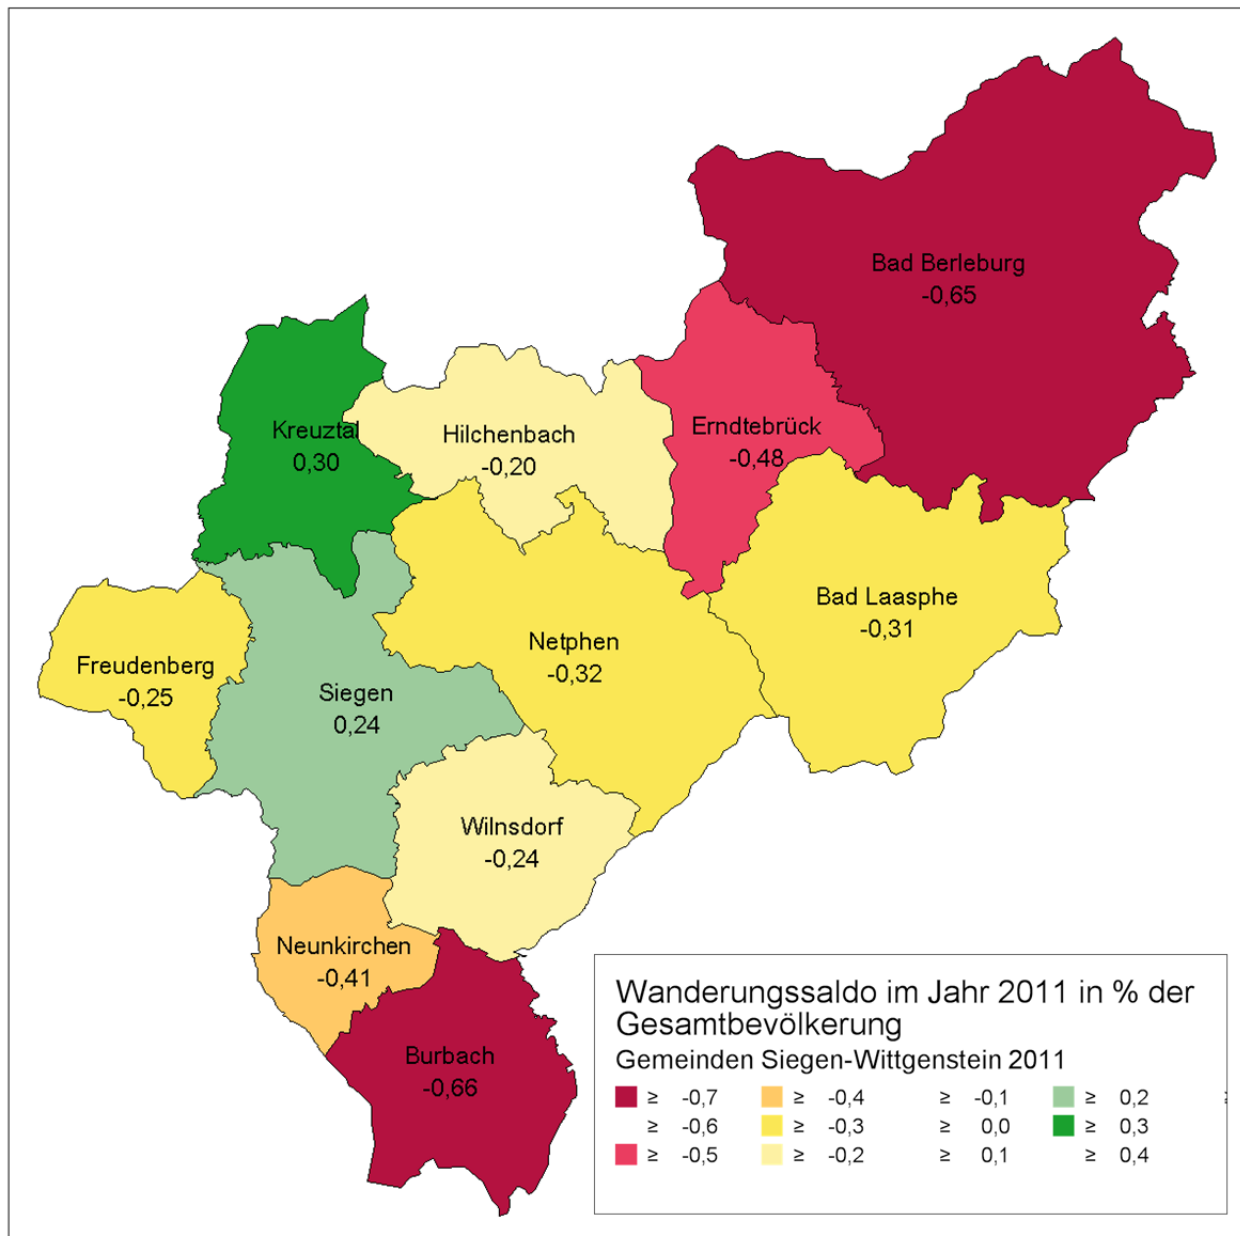 Bad Berleburg
-0,65
Kreuztal
0,30
Hilchenbach
-0,20
Erndtebrück
-0,48
Bad Laasphe
-0,31
Netphen
-0,32
Freudenberg
-0,25
Siegen
0,24
Wilnsdorf
-0,24
Neunkirchen
-0,41
Burbach
-0,66
Wanderungssaldo im Jahr 2011 in % der
Gesamtbevölkerung
Gemeinden Siegen-Wittgenstein 2011
≥ -0,7 ≥ -0,4 ≥ -0,1 ≥ 0,2
≥ -0,6 ≥ -0,3 ≥ 0,0 ≥ 0,3
≥ -0,5 ≥ -0,2 ≥ 0,1 ≥ 0,4